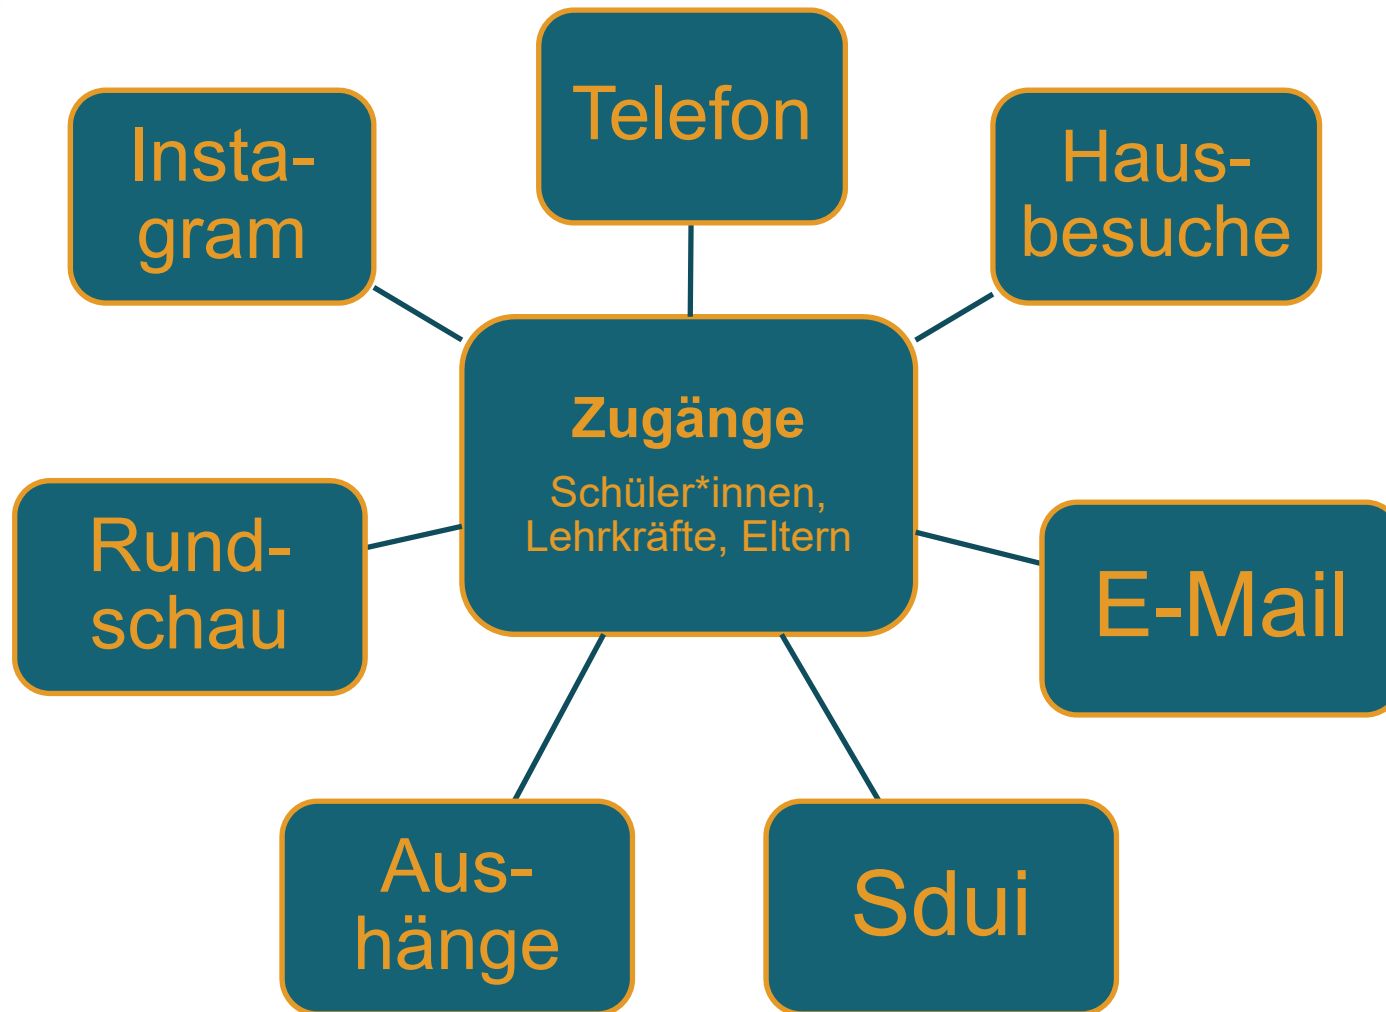 Telefon
Insta-
gram
Haus-
besuche
Zugänge
Schüler*innen,
Lehrkräfte, Eltern
Rund-
schau
E-Mail
Aus-
hänge
Sdui